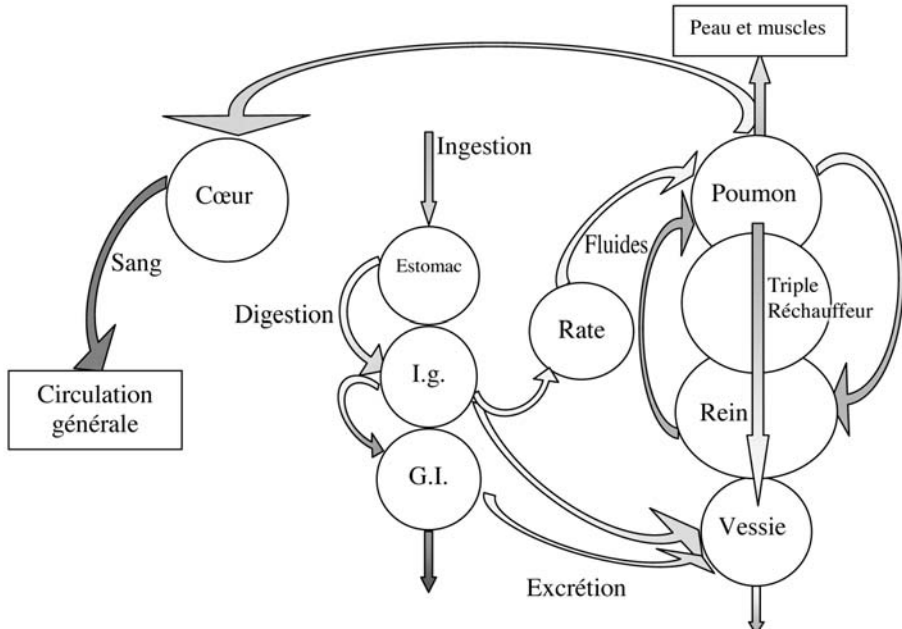 Peau et muscles
Ingestion
Cœur
Poumon
Sang
Estomac
Fluides
Triple
Réchauffeur
Digestion
Rate
I.g.
Circulation
générale
Rein
G.I.
Vessie
Excrétion